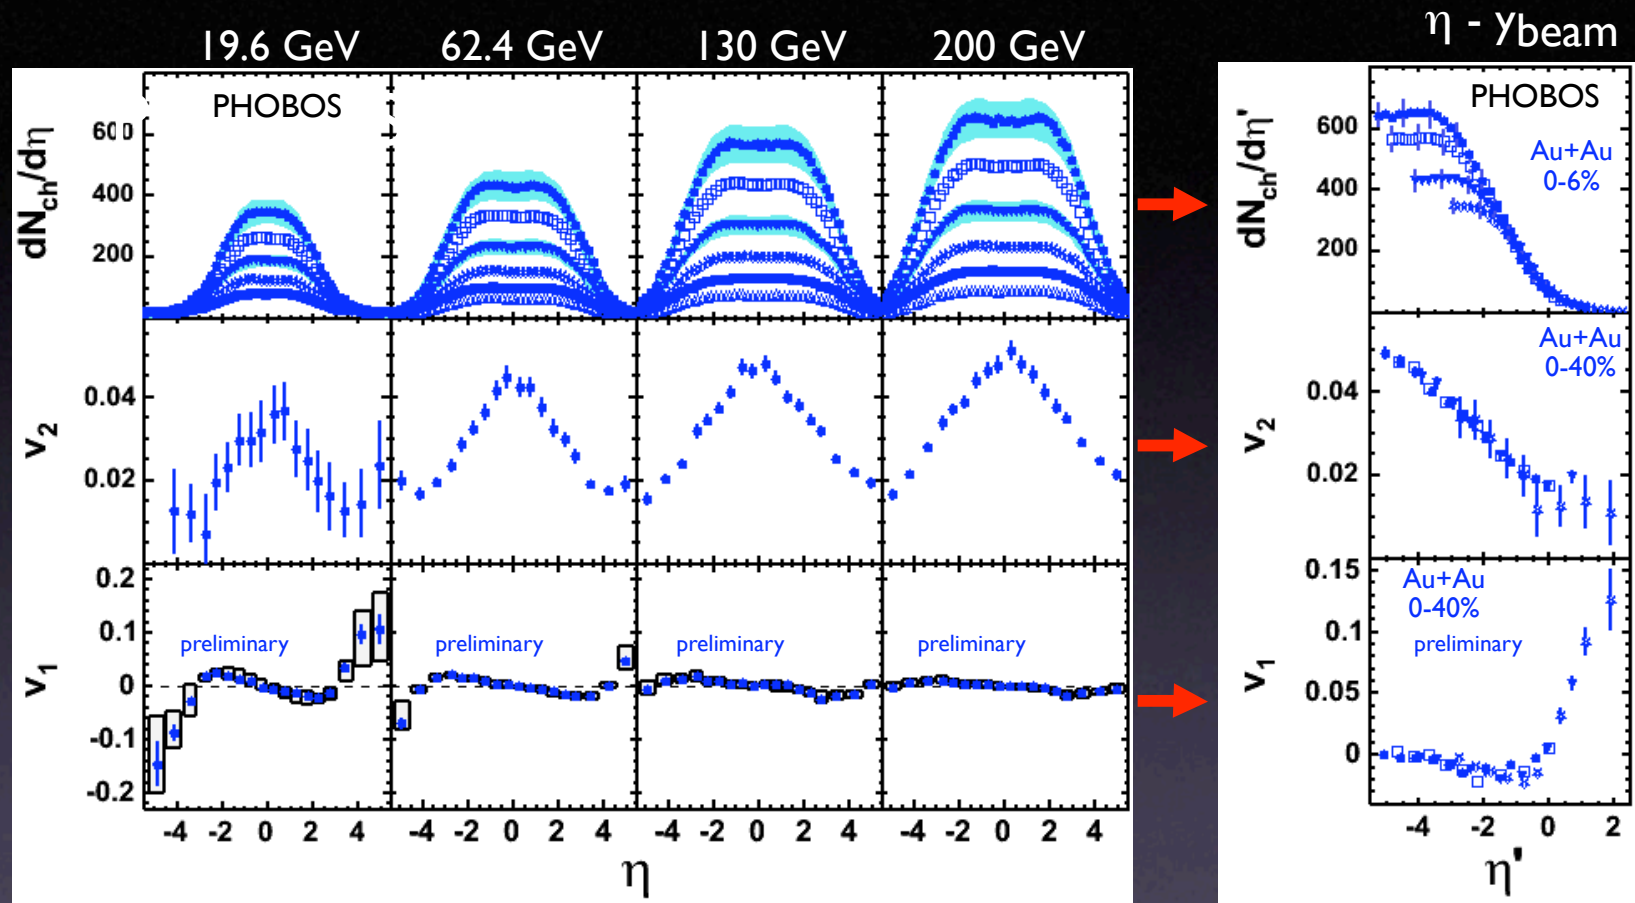 19.6 GeV 62.4 GeV 130 GeV 200 GeV η - ybeam
PHOBOS
dNch/dη
600
400
200
v2
0.04
0.02
v1
0.2
0.1
0
-0.1
-0.2
preliminary preliminary preliminary preliminary
-4 -2 0 2 4 -4 -2 0 2 4 -4 -2 0 2 4 -4 -2 0 2 4
η
PHOBOS
Au+Au
0-6%
dNch/dη'
600
400
200
Au+Au
0-40%
v2
0.04
0.02
Au+Au
0-40%
preliminary
v1
0.15
0.1
0.05
0
-4 -2 0 2
η'